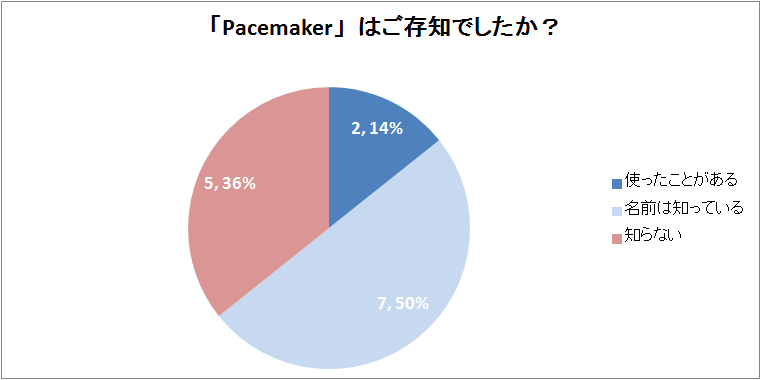 「Pacemaker」はご存知でしたか？
2, 14%
5, 36%
7, 50%
使ったことがある
名前は知っている
知らない